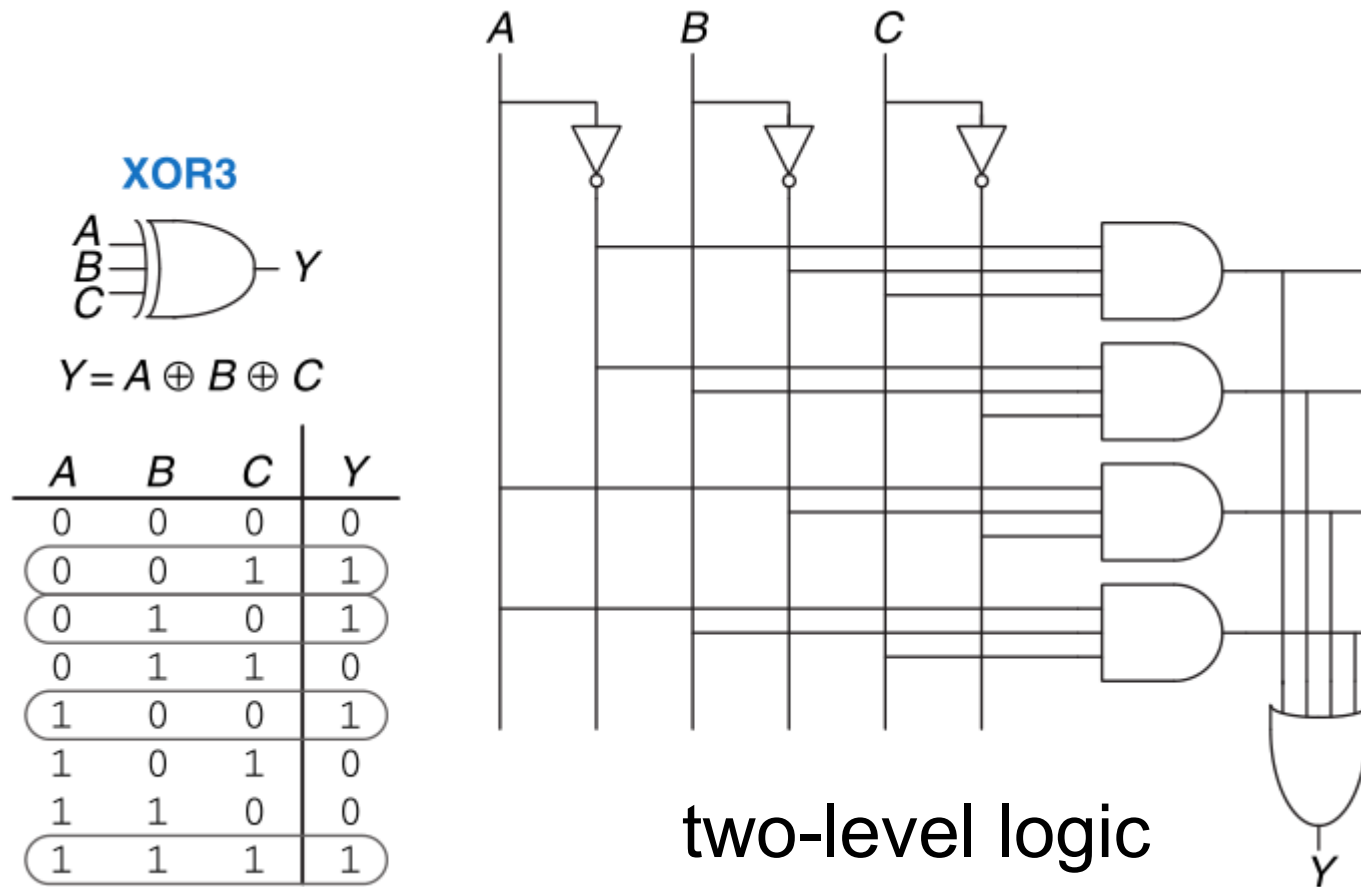 XOR3
A
B
C
Y
Y = A ⊕ B ⊕ C
A B C Y
0 0 0 0
0 0 1 1
0 1 0 1
0 1 1 0
1 0 0 1
1 0 1 0
1 1 0 0
1 1 1 1
A B C
two-level logic
Y